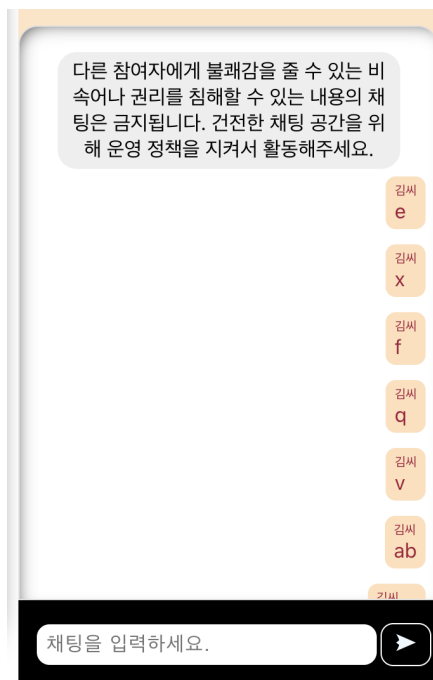 다른 참여자에게 불쾌감을 줄 수 있는 비
속어나 권리를 침해할 수 있는 내용의 채
팅은 금지됩니다. 건전한 채팅 공간을 위
해 운영 정책을 지켜서 활동해주세요.
김씨
e
김씨
x
김씨
f
김씨
q
김씨
v
김씨
ab
김씨
채팅을 입력하세요.